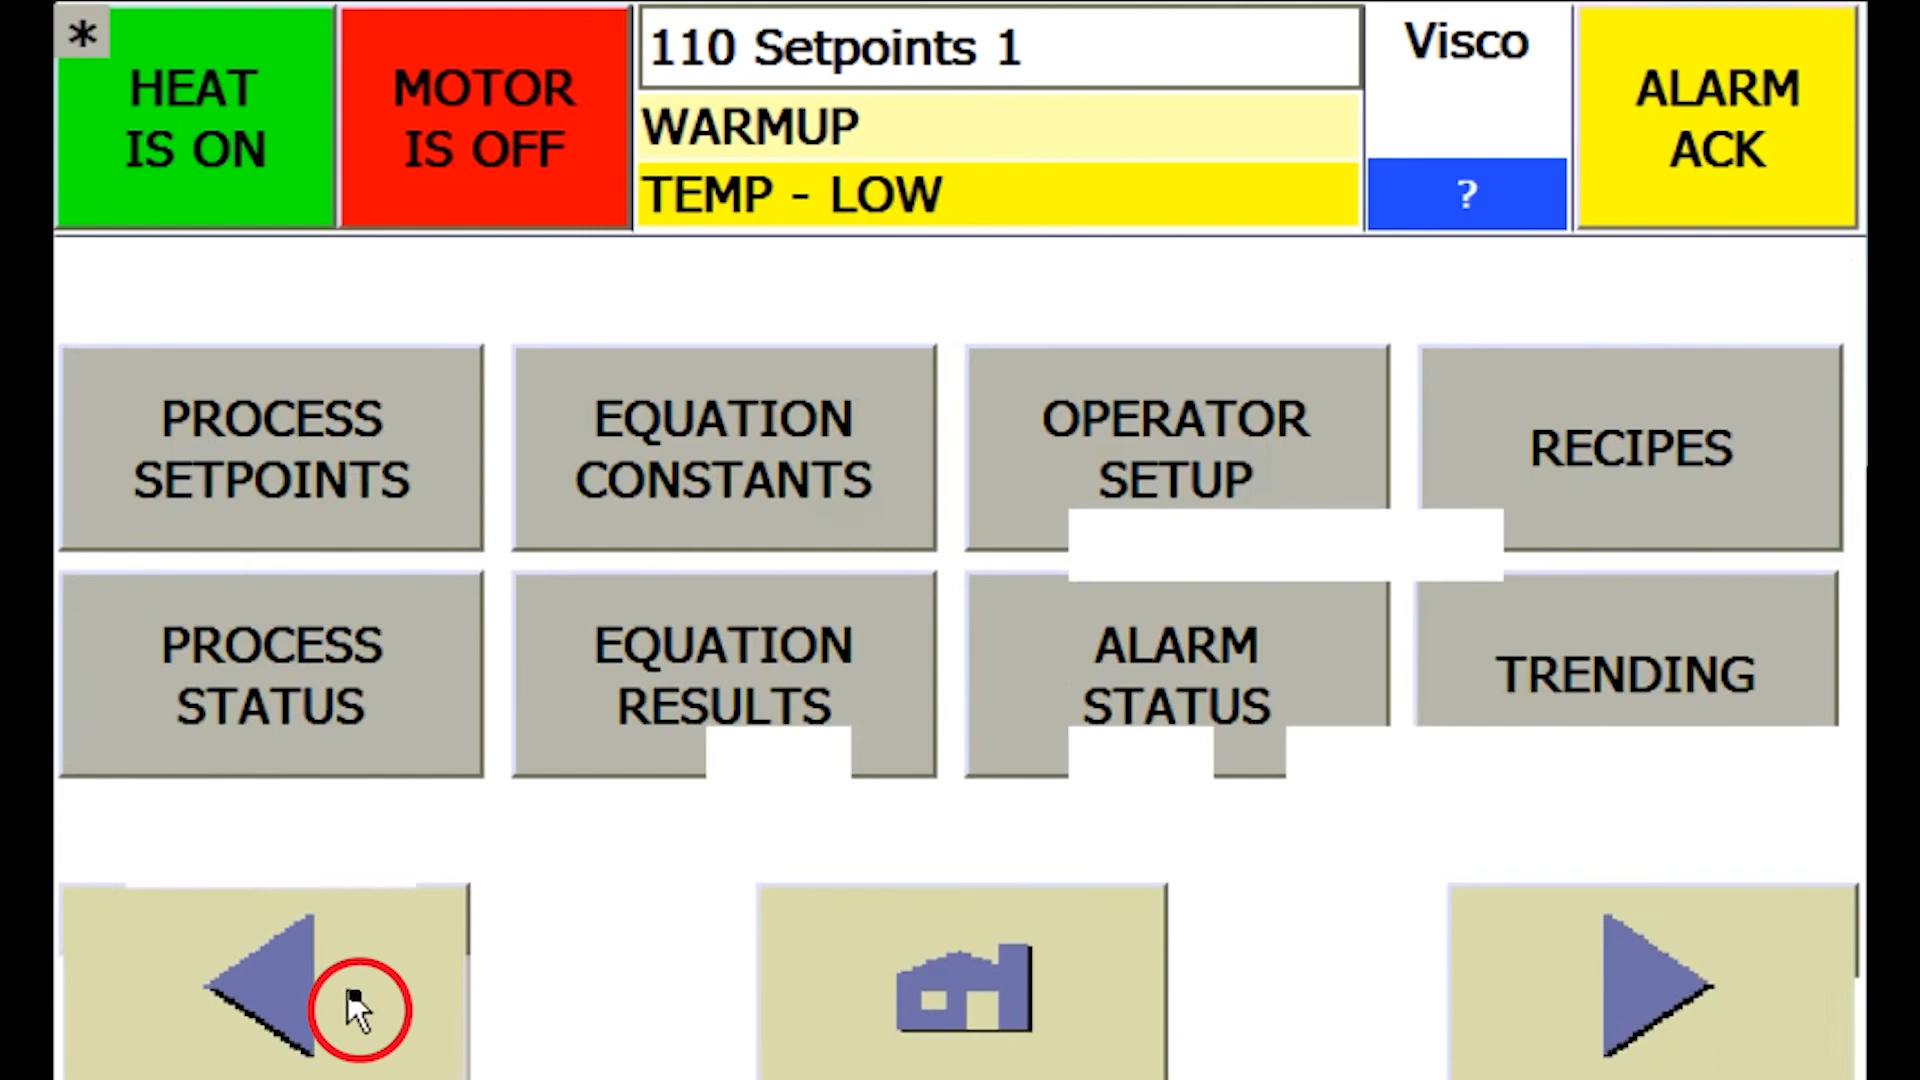 *
HEAT
IS ON
MOTOR
IS OFF
110 Setpoints 1
WARMUP
TEMP - LOW
Visco
?
ALARM
ACK
PROCESS
SETPOINTS
EQUATION
CONSTANTS
OPERATOR
SETUP
RECIPES
PROCESS
STATUS
EQUATION
RESULTS
ALARM
STATUS
TRENDING